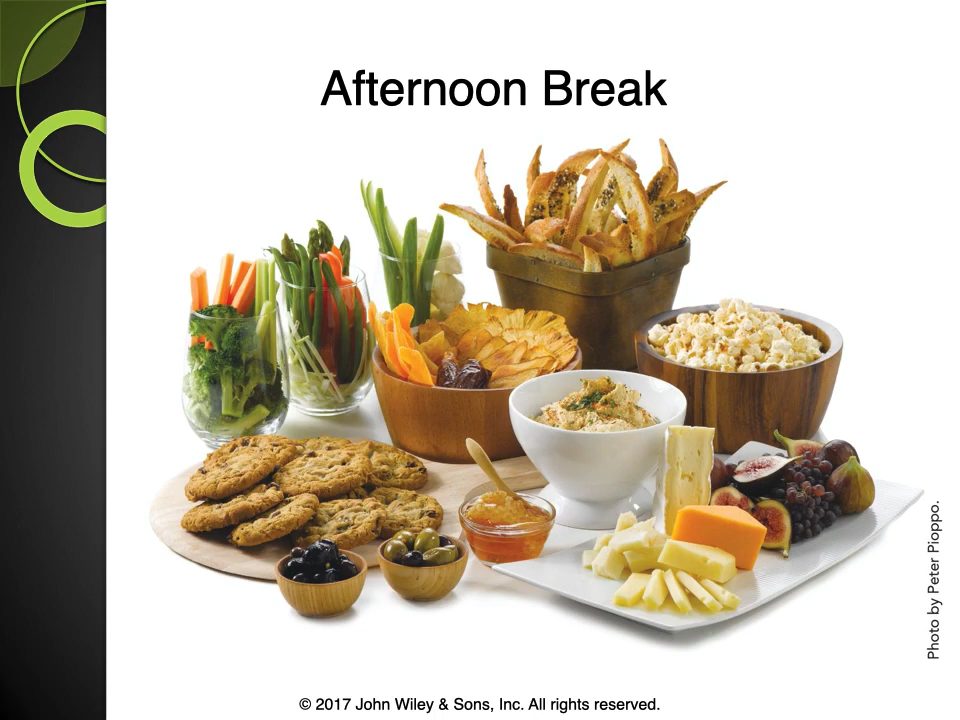 Afternoon Break
Photo by Peter Pioppo.
© 2017 John Wiley & Sons, Inc. All rights reserved.